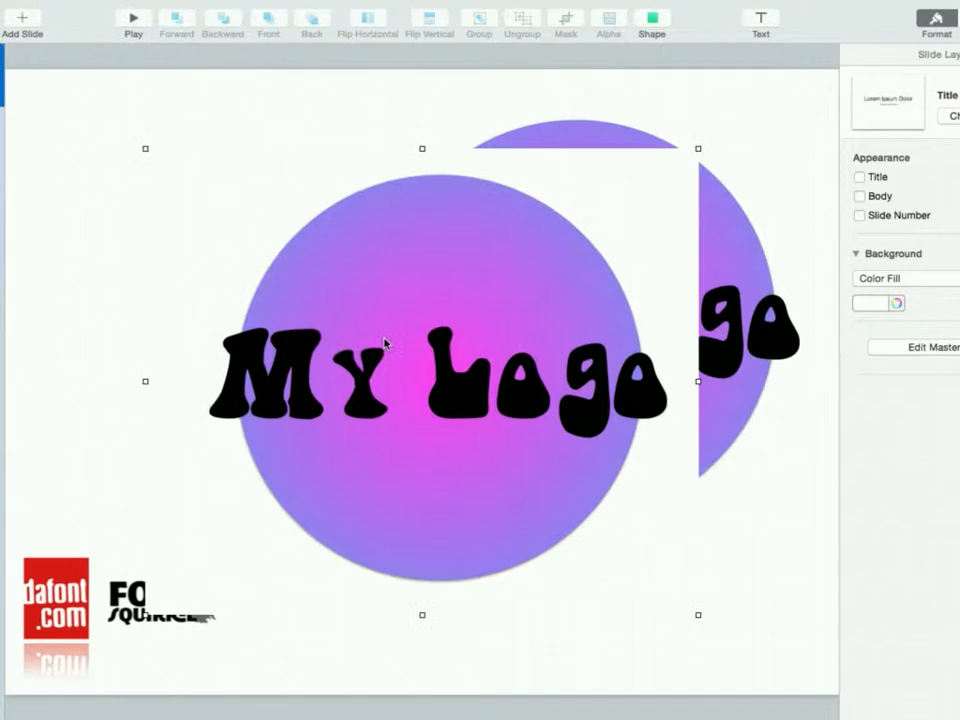 Add Slide
Play
Forward
Backward
Front
Back
Flip Horizontal
Flip Vertical
Group
Ungroup
Mask
Alpha
Shape
Text
Format
Slide Lay
Lorem Ipsum Dolor
Title
Ch
Appearance
Title
Body
Slide Number
Background
Color Fill
Edit Master
go
My Logo
dafont
.com
FO